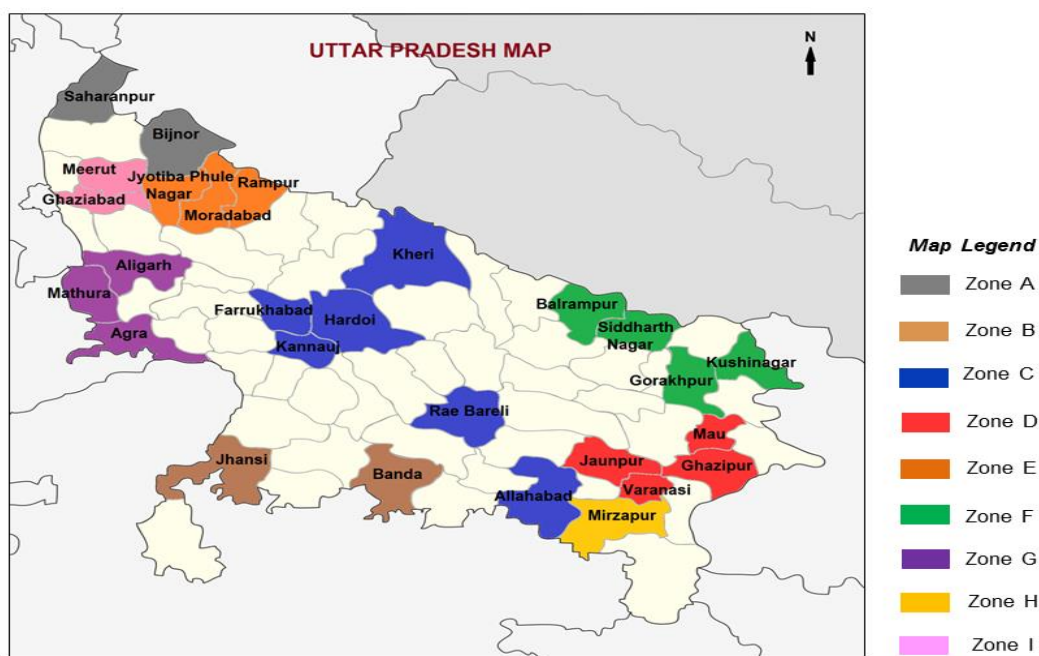 UTTAR PRADESH MAP
N
Saharanpur
Bijnor
Meerut
Jyotiba Phule
Nagar
Rampur
Ghaziabad
Moradabad
Kheri
Aligarh
Mathura
Agra
Farrukhabad
Hardoi
Kannauj
Balrampur
Siddharth
Nagar
Kushinagar
Gorakhpur
Rae Bareli
Mau
Jhansi
Banda
Jaunpur
Ghazipur
Allahabad
Varanasi
Mirzapur
Map Legend
Zone A
Zone B
Zone C
Zone D
Zone E
Zone F
Zone G
Zone H
Zone I